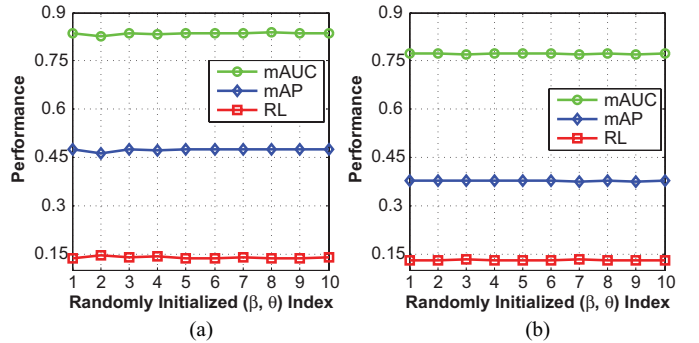 0.9
0.75
0.6
0.45
0.3
0.15
Performance
mAUC
mAP
RL
1 2 3 4 5 6 7 8 9 10
Randomly Initialized (β, θ) Index
(a)
0.9
0.75
0.6
0.45
0.3
0.15
Performance
mAUC
mAP
RL
1 2 3 4 5 6 7 8 9 10
Randomly Initialized (β, θ) Index
(b)